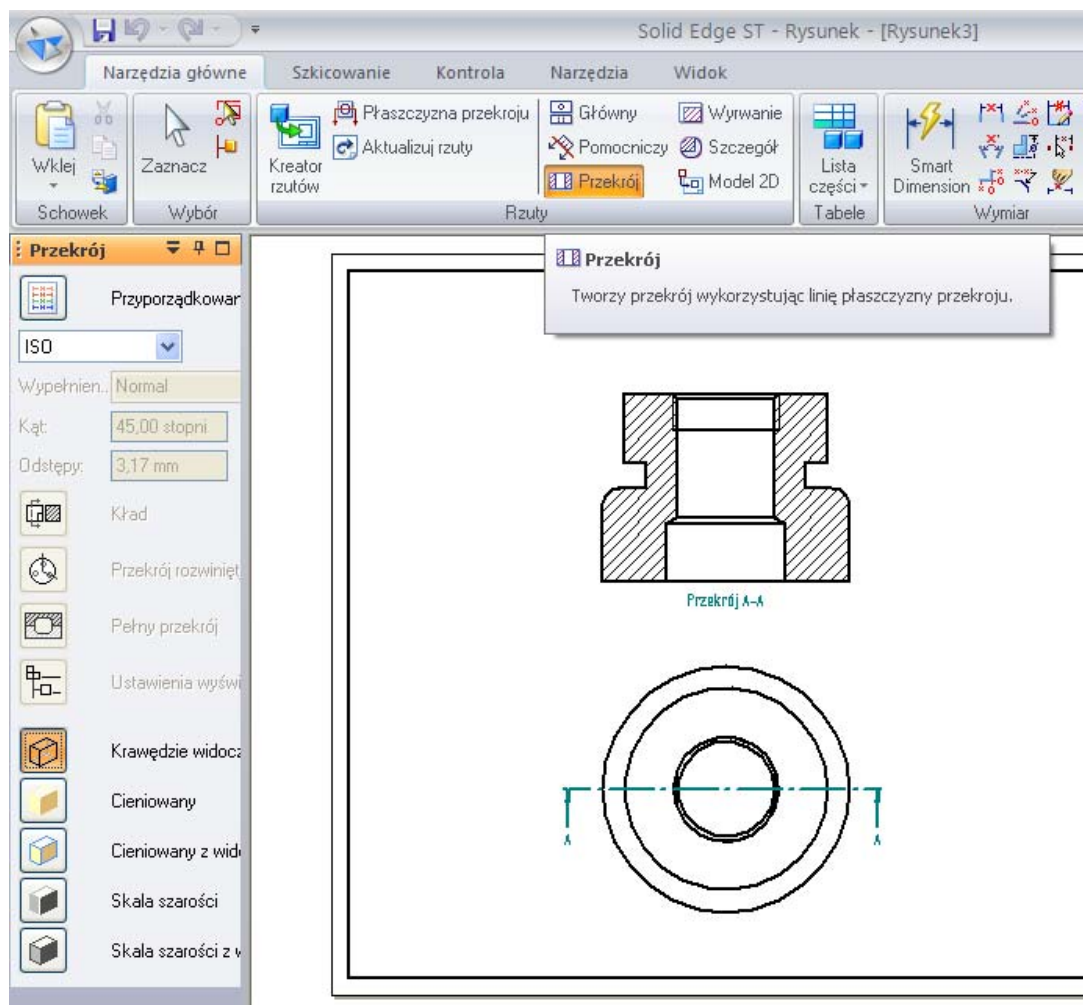 Solid Edge ST - Rysunek - [Rysunek3]
Narzędzia główne Szkicowanie Kontrola Narzędzia Widok
Wklej
Zaznacz
Kreator rzutów
Płaszczyzna przekroju
Aktualizuj rzuty
Główny
Pomocniczy
Przekrój
Wyrwanie
Szczegół
Model 2D
Lista części
Smart Dimension
Schowek Wybór Rzuty Tabele Wymiar
Przekrój
Przyporządkowar
ISO
Wypełnien.. Normal
Kąt: 45,00 stopni
Odstępy: 3,17 mm
Kład
Przekrój rozwinięt
Pełny przekrój
Ustawienia wyświ
Krawędzie widocz
Cieniowany
Cieniowany z wido
Skala szarości
Skala szarości z w
Przekrój
Tworzy przekrój wykorzystując linię płaszczyzny przekroju.
Przekrój A-A
A A